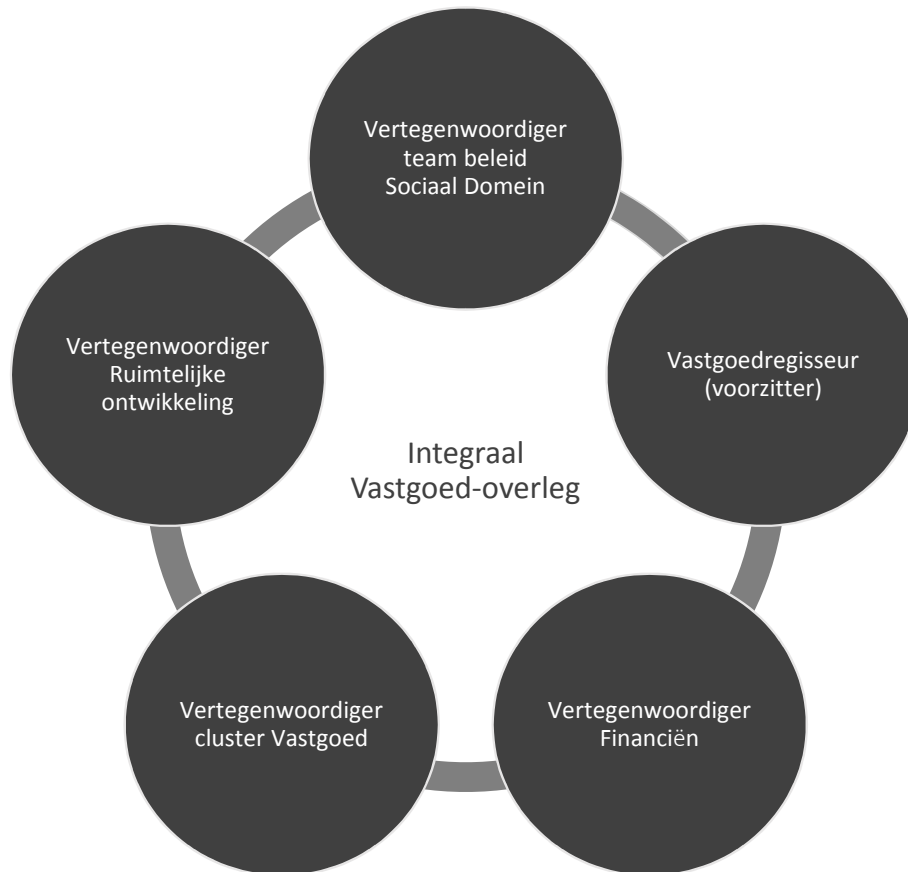 Vertegenwoordiger
team beleid
Sociaal Domein
Vastgoedregisseur
(voorzitter)
Vertegenwoordiger
Financiën
Vertegenwoordiger
cluster Vastgoed
Vertegenwoordiger
Ruimtelijke
ontwikkeling
Integraal
Vastgoed-overleg